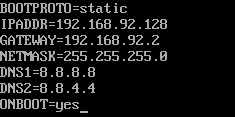 BOOTPROTO=static
IPADDR=192.168.92.128
GATEWAY=192.168.92.2
NETMASK=255.255.255.0
DNS1=8.8.8.8
DNS2=8.8.4.4
ONBOOT=yes_